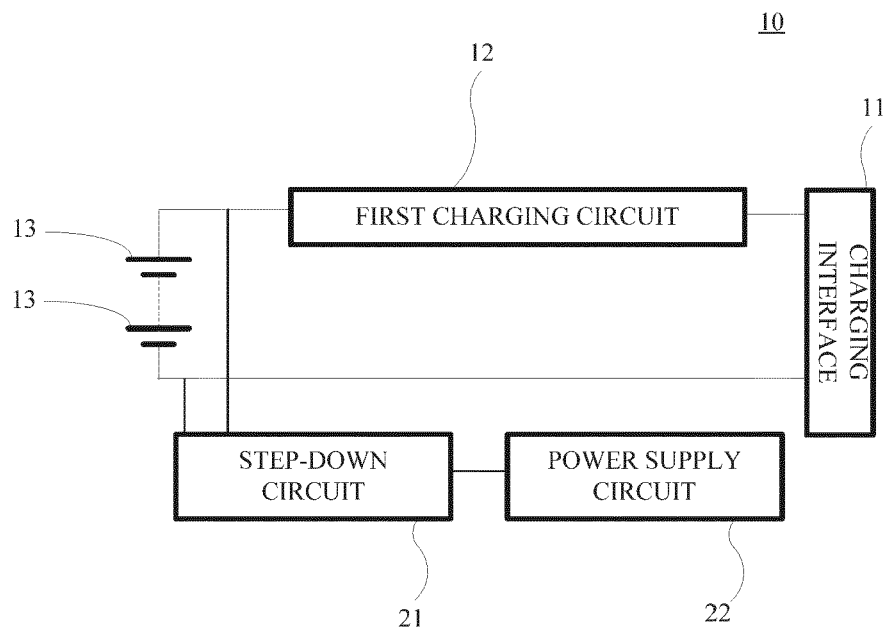 10
12
11
FIRST CHARGING CIRCUIT
CHARGING
INTERFACE
13
13
STEP-DOWN
CIRCUIT
POWER SUPPLY
CIRCUIT
21
22